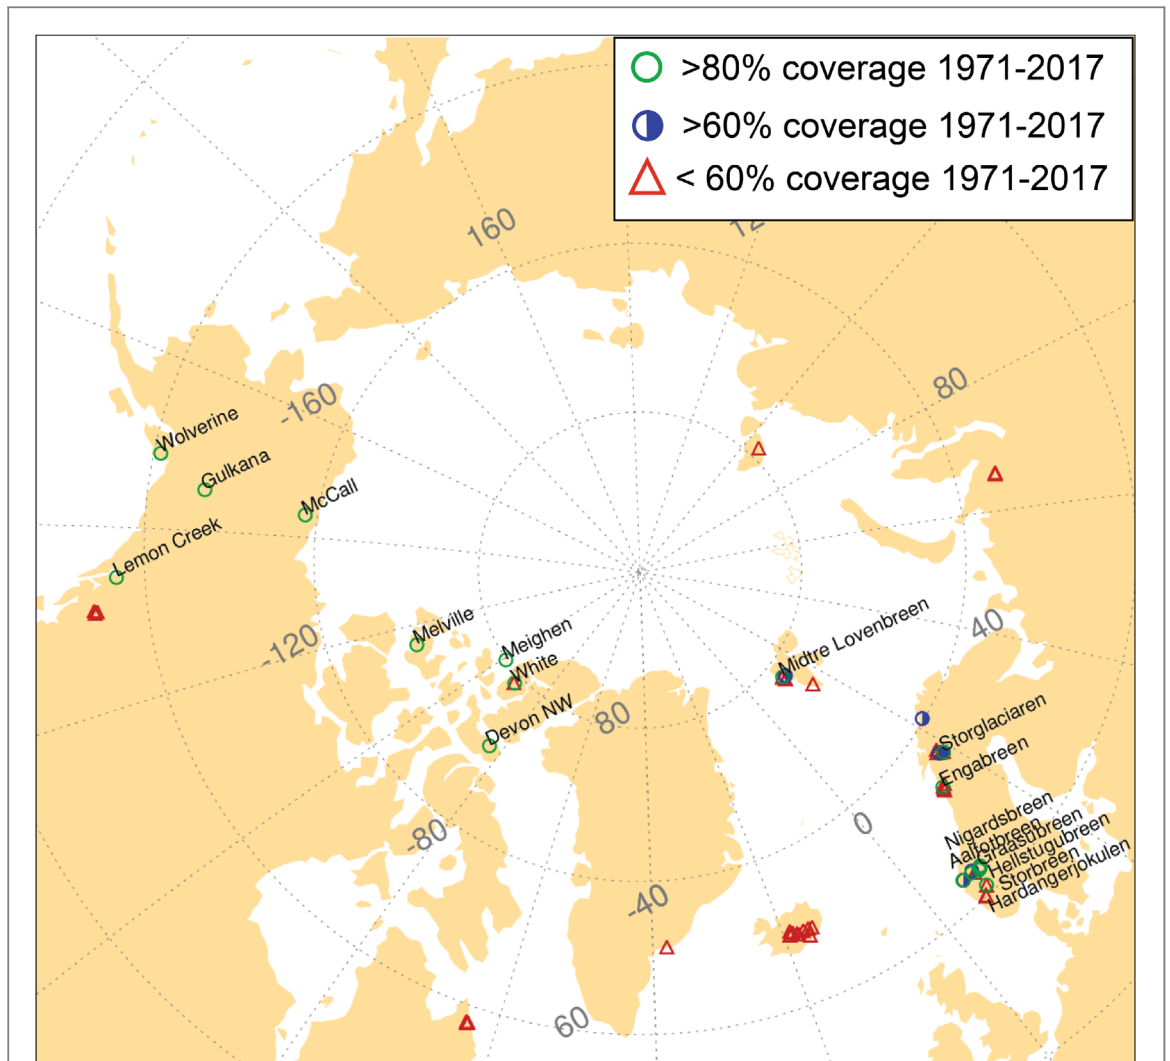 >80% coverage 1971-2017
>60% coverage 1971-2017
< 60% coverage 1971-2017
160
12
80
-160
Wolverine
Gulkana
McCall
Lemon Creek
-120
Melville
Meighen
White
Devon NW
80
Midtre Lovenbreen
40
Storglaciaren
Engabreen
0
-80
Nigardsbreen
Aalfotbreen
Graasubreen
Hellstugubreen
Storbreen
Hardangerjokulen
-40
60